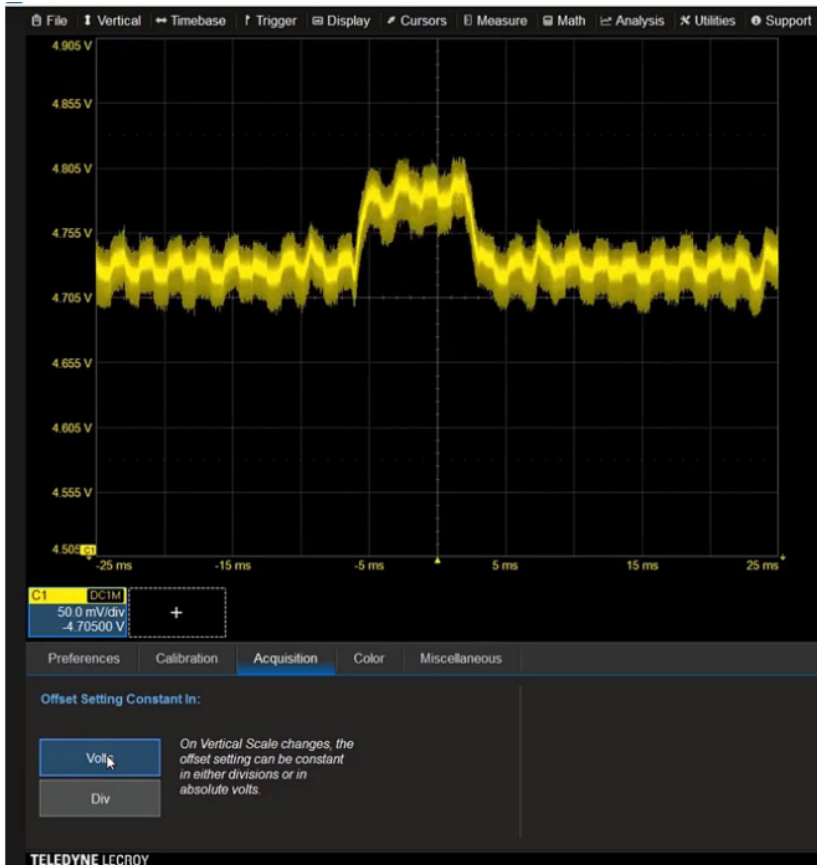 File Vertical Timebase Trigger Display Cursors Measure Math Analysis Utilities Support
4.905 V
4.855 V
4.805 V
4.755 V
4.705 V
4.655 V
4.605 V
4.555 V
4.505 C1
-25 ms -15 ms -5 ms 5 ms 15 ms 25 ms
C1 DC1M
50.0 mV/div
-4.70500 V
+
Preferences Calibration Acquisition Color Miscellaneous
Offset Setting Constant In:
Volts
Div
On Vertical Scale changes, the
offset setting can be constant
in either divisions or in
absolute volts.
TELEDYNE LECROY